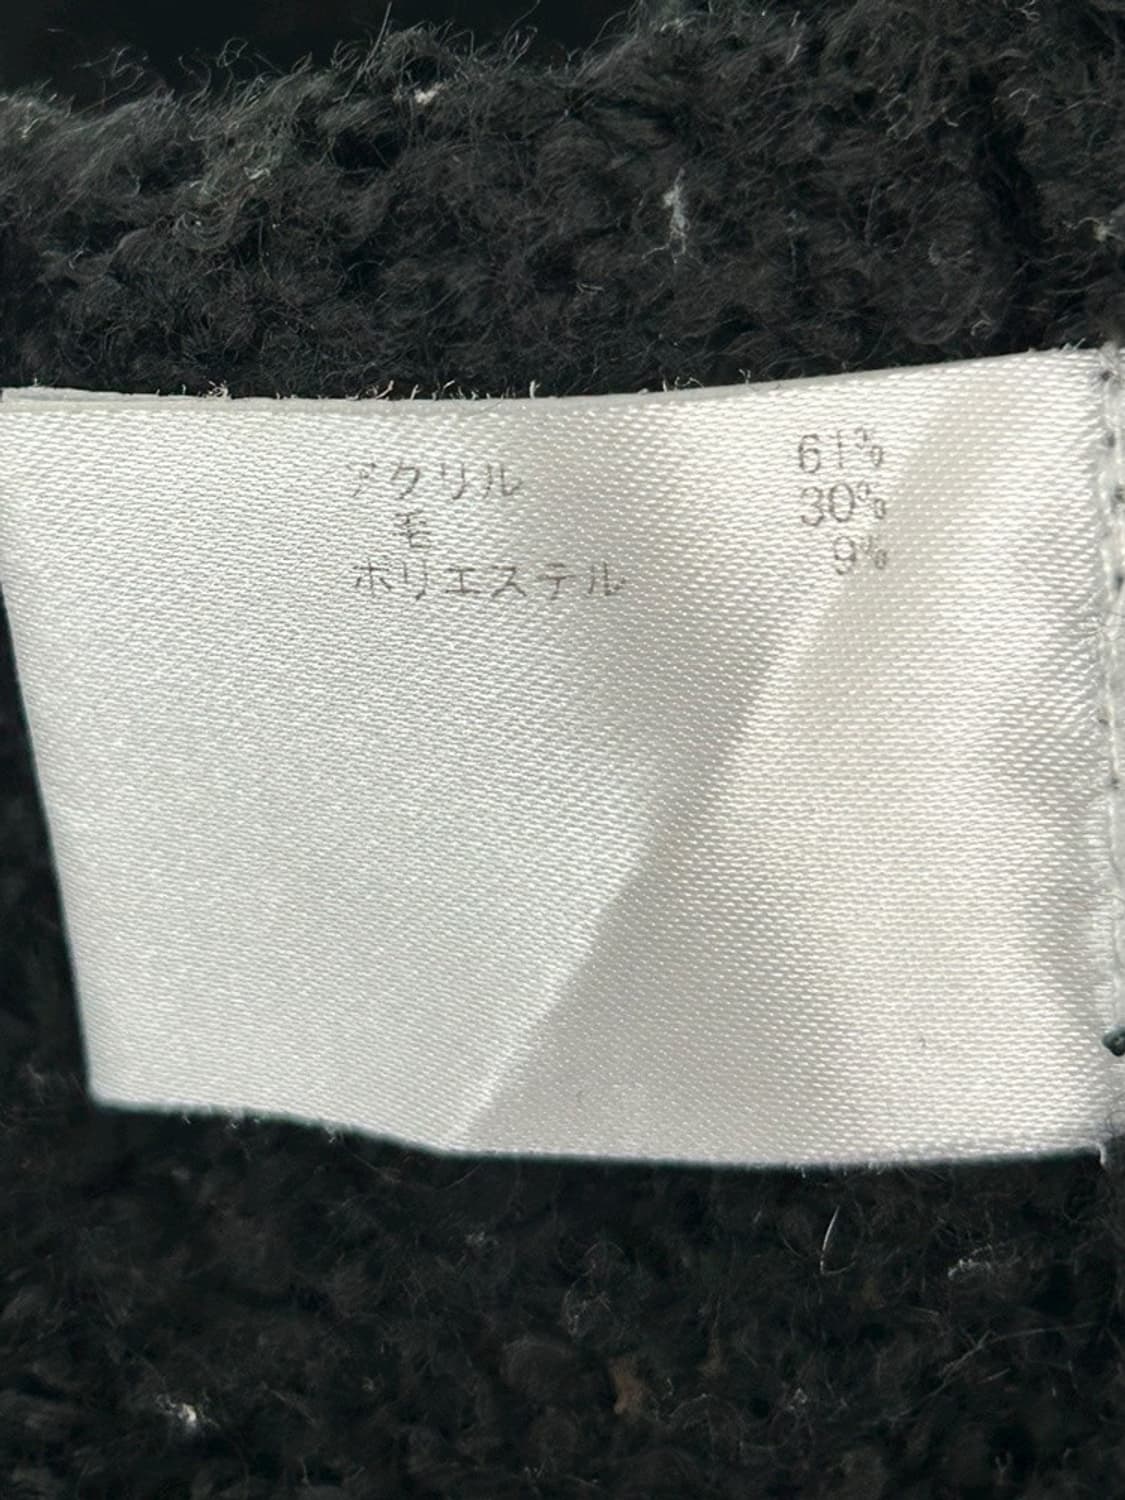 アクリル 61%
毛 30%
ポリエステル 9%